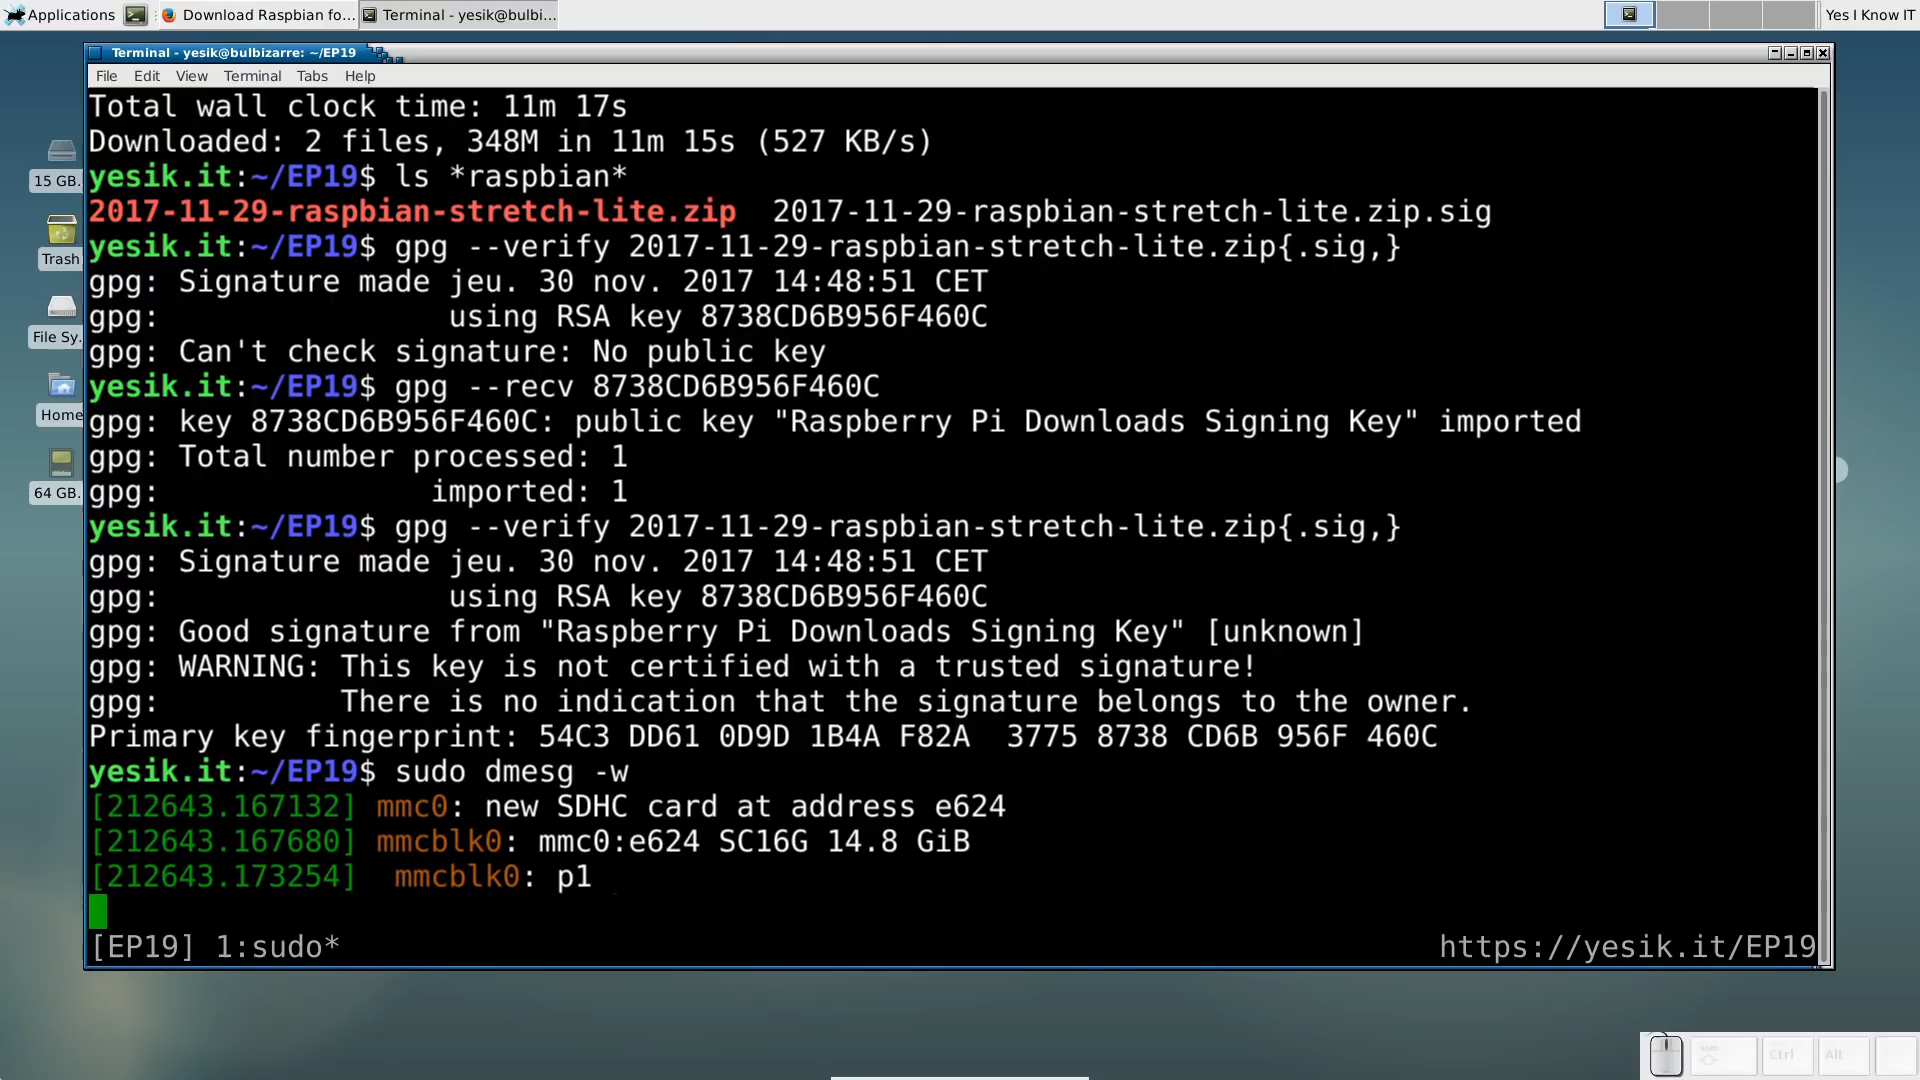 Applications
Download Raspbian fo...
Terminal - yesik@bulbi...
Yes I Know IT
Terminal - yesik@bulbizarre: ~/EP19
File Edit View Terminal Tabs Help
15 GB.
Trash
File Sy.
Home
64 GB.
Total wall clock time: 11m 17s
Downloaded: 2 files, 348M in 11m 15s (527 KB/s)
yesik.it:~/EP19$ ls *raspbian*
2017-11-29-raspbian-stretch-lite.zip  2017-11-29-raspbian-stretch-lite.zip.sig
yesik.it:~/EP19$ gpg --verify 2017-11-29-raspbian-stretch-lite.zip{.sig,}
gpg: Signature made jeu. 30 nov. 2017 14:48:51 CET
gpg:                using RSA key 8738CD6B956F460C
gpg: Can't check signature: No public key
yesik.it:~/EP19$ gpg --recv 8738CD6B956F460C
gpg: key 8738CD6B956F460C: public key "Raspberry Pi Downloads Signing Key" imported
gpg: Total number processed: 1
gpg:               imported: 1
yesik.it:~/EP19$ gpg --verify 2017-11-29-raspbian-stretch-lite.zip{.sig,}
gpg: Signature made jeu. 30 nov. 2017 14:48:51 CET
gpg:                using RSA key 8738CD6B956F460C
gpg: Good signature from "Raspberry Pi Downloads Signing Key" [unknown]
gpg: WARNING: This key is not certified with a trusted signature!
gpg:          There is no indication that the signature belongs to the owner.
Primary key fingerprint: 54C3 DD61 0D9D 1B4A F82A  3775 8738 CD6B 956F 460C
yesik.it:~/EP19$ sudo dmesg -w
[212643.167132] mmc0: new SDHC card at address e624
[212643.167680] mmcblk0: mmc0:e624 SC16G 14.8 GiB
[212643.173254]  mmcblk0: p1
[EP19] 1:sudo*
https://yesik.it/EP19
Ctrl
Alt